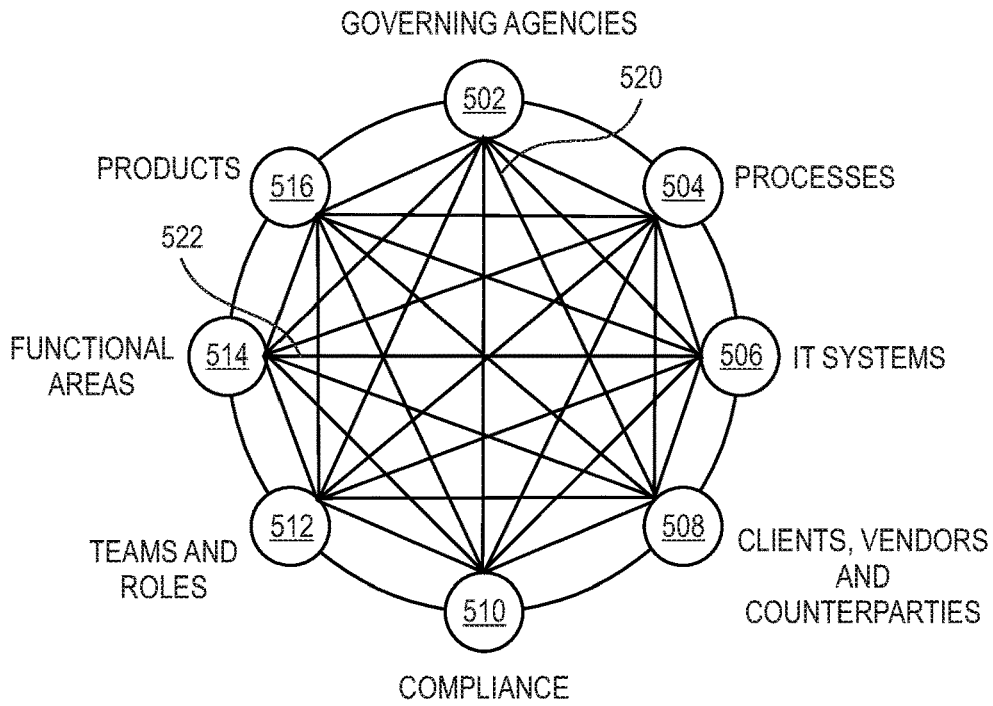 GOVERNING AGENCIES
502
520
PRODUCTS
516
504
PROCESSES
522
FUNCTIONAL
AREAS
514
506
IT SYSTEMS
512
508
TEAMS AND
ROLES
CLIENTS, VENDORS
AND
COUNTERPARTIES
510
COMPLIANCE